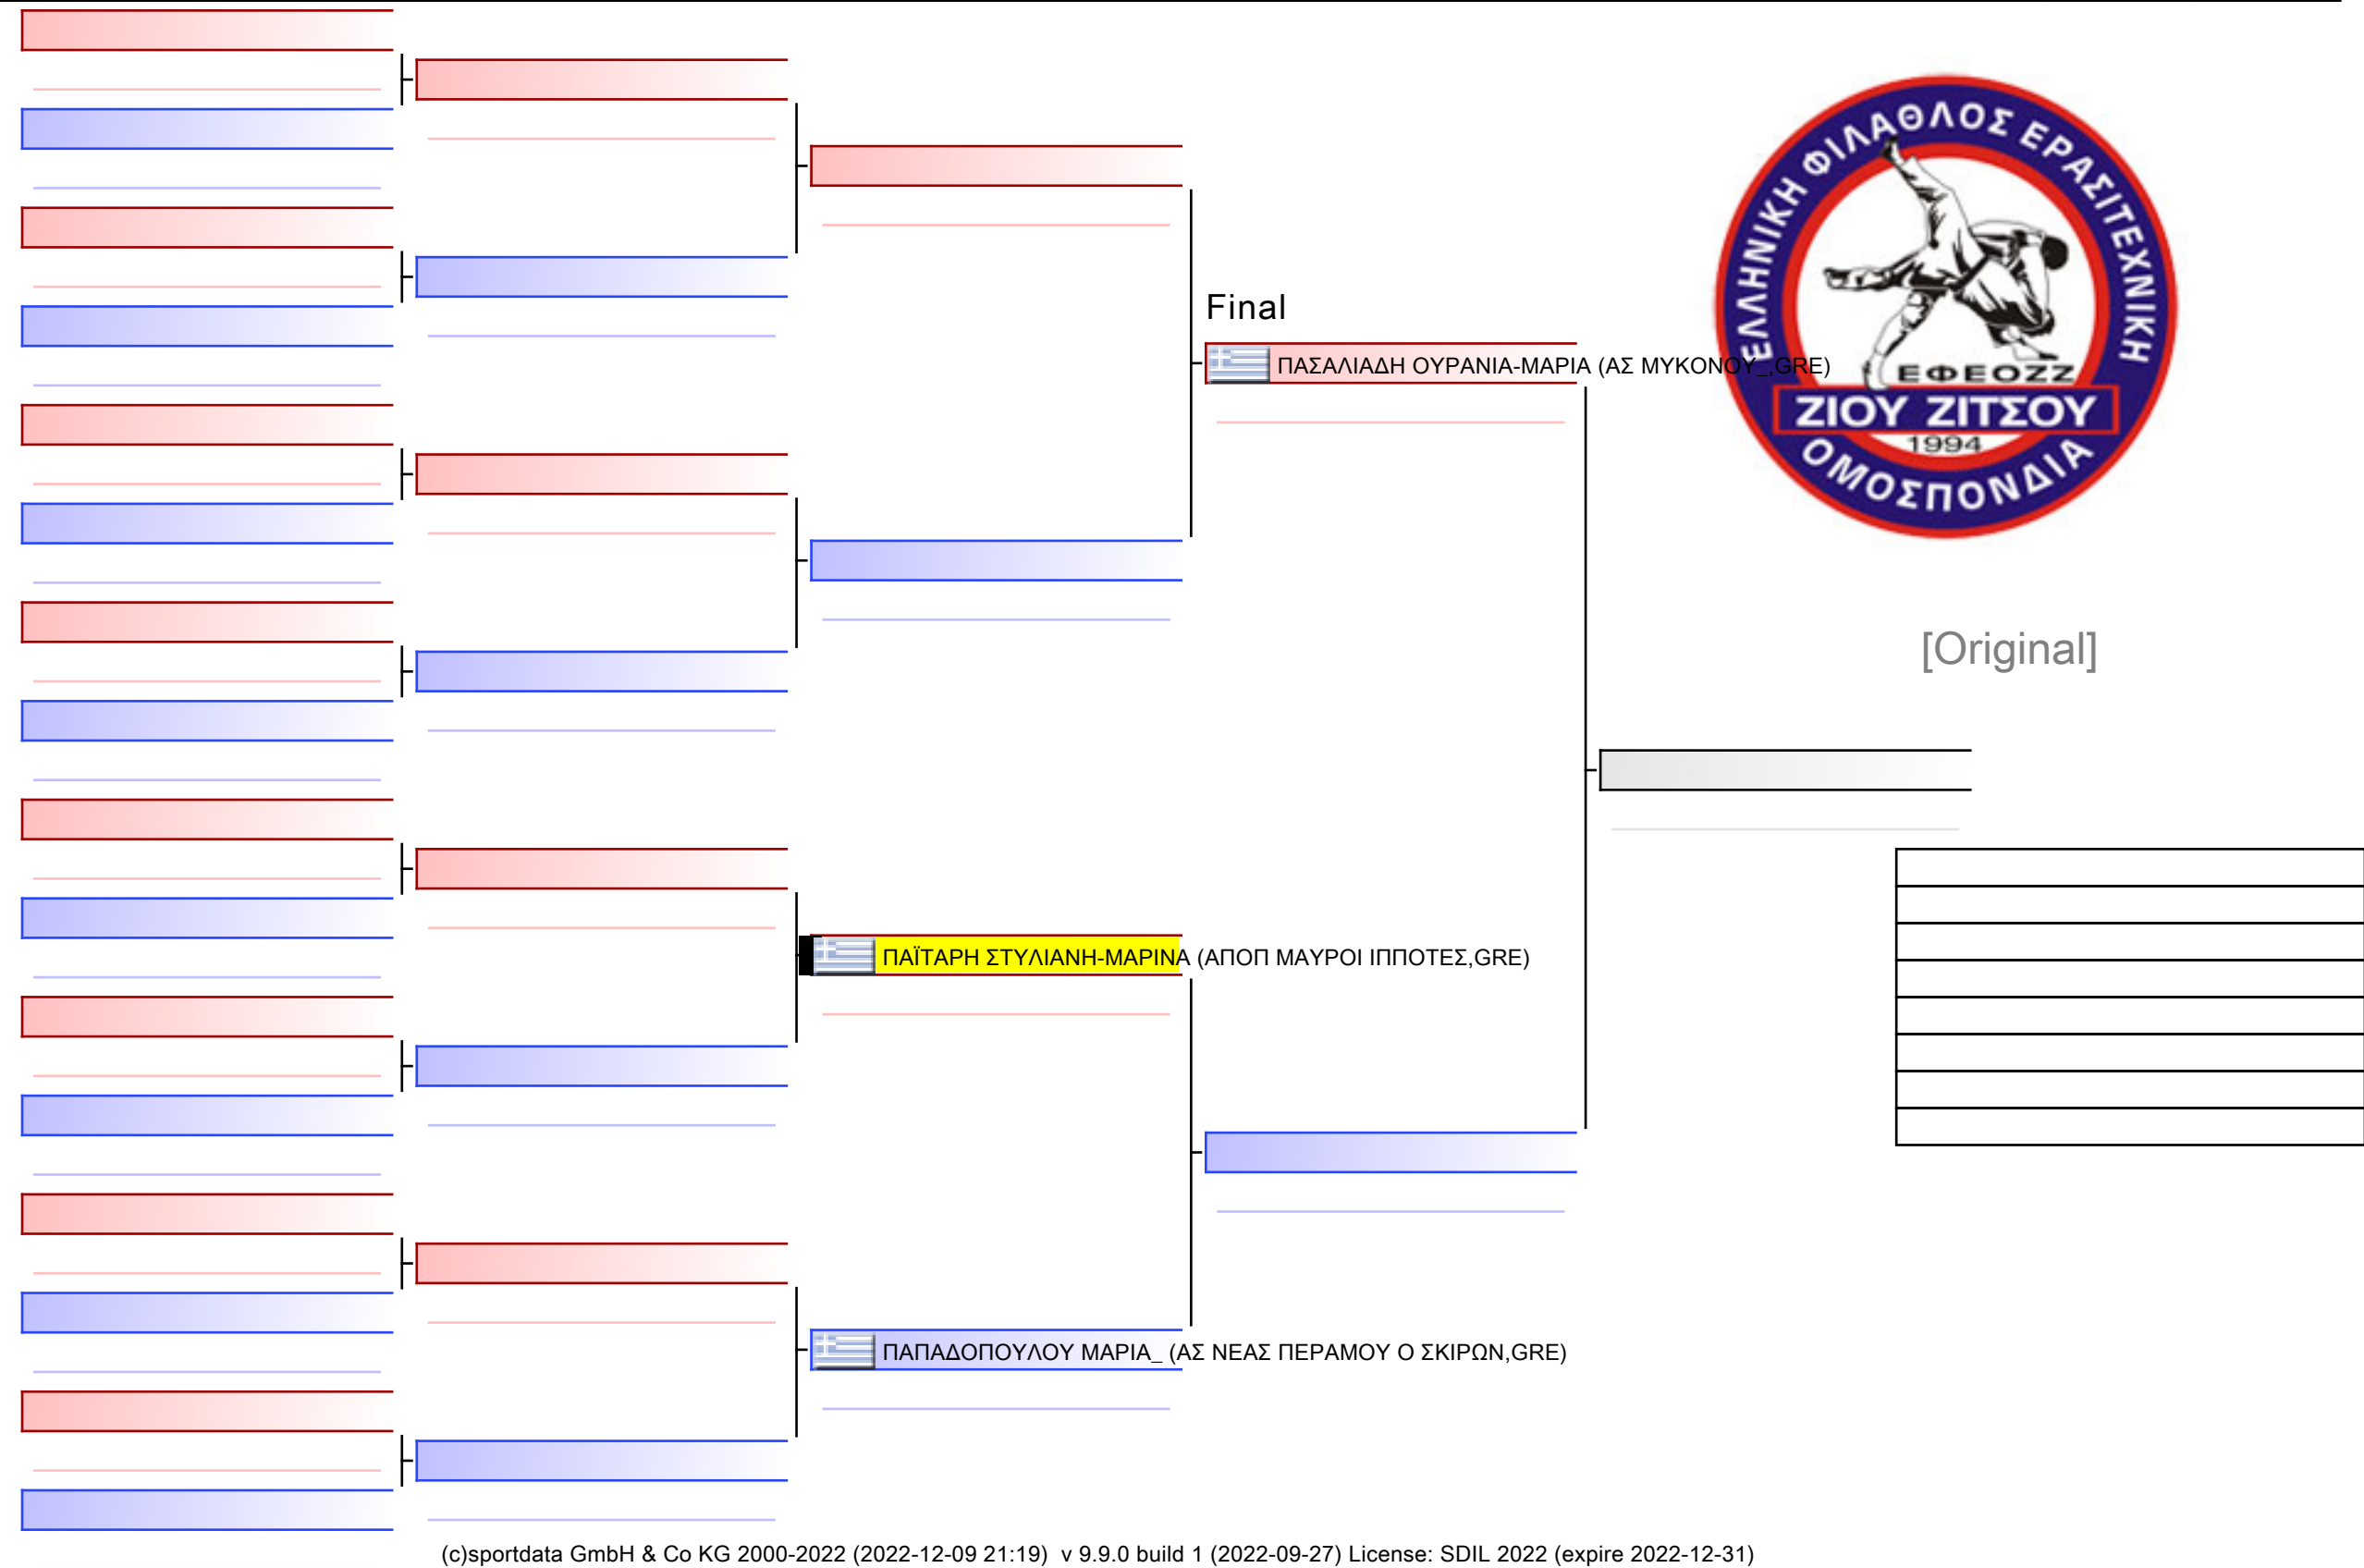 ΕΛΛΗΝΙΚΗ ΦΙΛΑΘΛΟΣ ΕΡΑΣΙΤΕΧΝΙΚΗ
Final
ΠΑΣΑΛΙΑΔΗ ΟΥΡΑΝΙΑ-ΜΑΡΙΑ (ΑΣ ΜΥΚΟΝΟΥ_,GRE)
ΕΦΕΟΖΖ
ΖΙΟΥ ΖΙΤΣΟΥ
1994
ΟΜΟΣΠΟΝΔΙΑ
[Original]
ΠΑΪΤΑΡΗ ΣΤΥΛΙΑΝΗ-ΜΑΡΙΝΑ (ΑΠΟΠ ΜΑΥΡΟΙ ΙΠΠΟΤΕΣ,GRE)
ΠΑΠΑΔΟΠΟΥΛΟΥ ΜΑΡΙΑ_ (ΑΣ ΝΕΑΣ ΠΕΡΑΜΟΥ Ο ΣΚΙΡΩΝ,GRE)
(c)sportdata GmbH & Co KG 2000-2022 (2022-12-09 21:19) v 9.9.0 build 1 (2022-09-27) License: SDIL 2022 (expire 2022-12-31)